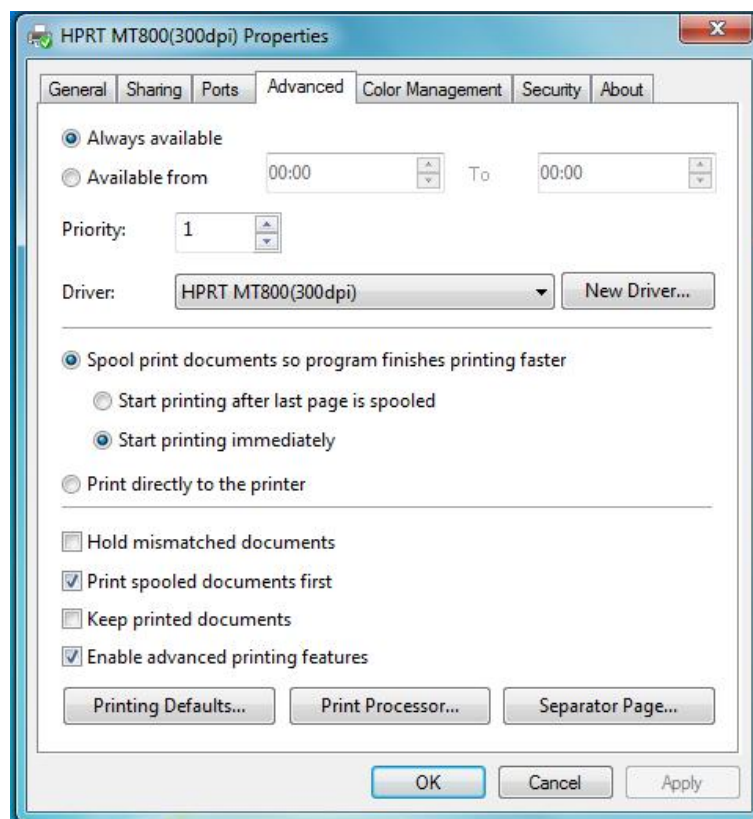 HPRT MT800(300dpi) Properties
General Sharing Ports Advanced Color Management Security About
Always available
Available from 00:00 To 00:00
Priority: 1
Driver: HPRT MT800(300dpi) New Driver...
Spool print documents so program finishes printing faster
Start printing after last page is spooled
Start printing immediately
Print directly to the printer
Hold mismatched documents
Print spooled documents first
Keep printed documents
Enable advanced printing features
Printing Defaults... Print Processor... Separator Page...
OK Cancel Apply